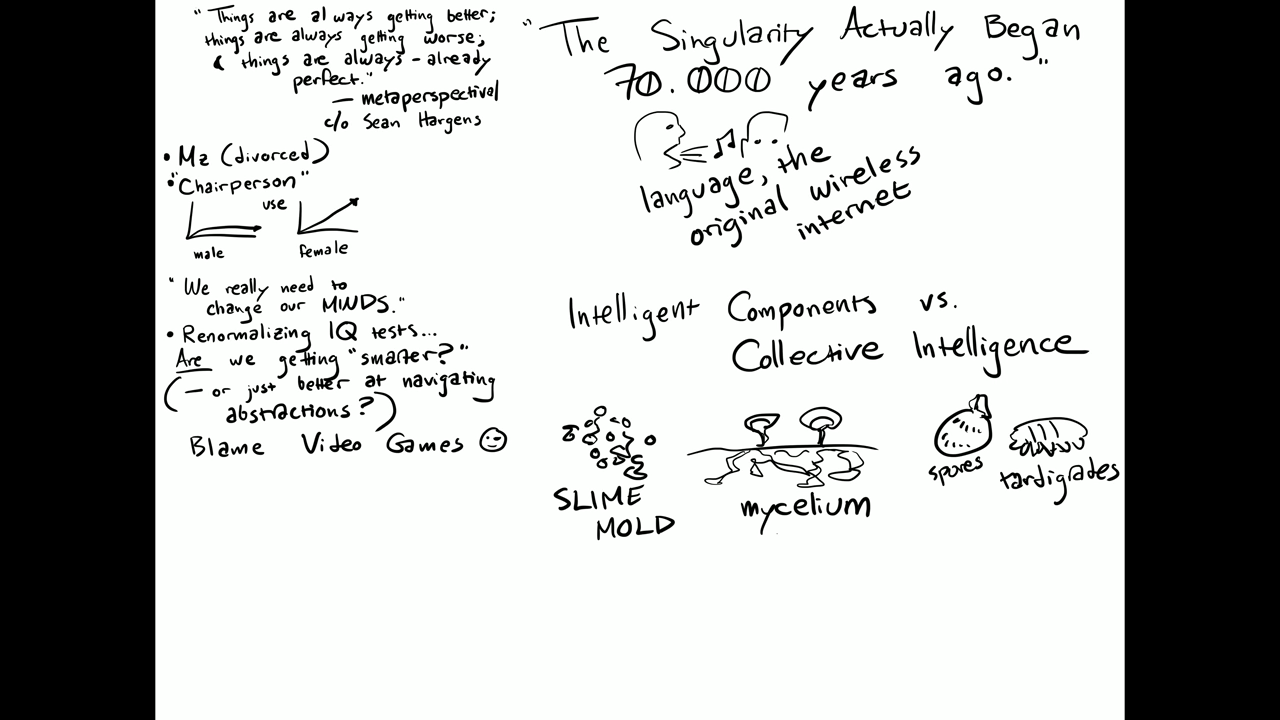 "Things are always getting better;
things are always getting worse;
things are always - already
perfect."
— metaperspectival
c/o Sean Hargens
• Mz (divorced)
• "Chairperson"
use
male
female
"We really need to
change our MINDS."
• Renormalizing IQ tests...
Are we getting "smarter?"
(— or just better at navigating
abstractions?)
Blame Video Games
"The Singularity Actually Began
70.000 years ago."
language, the
original wireless
internet
Intelligent Components vs.
Collective Intelligence
SLIME
MOLD
mycelium
spores
tardigrades